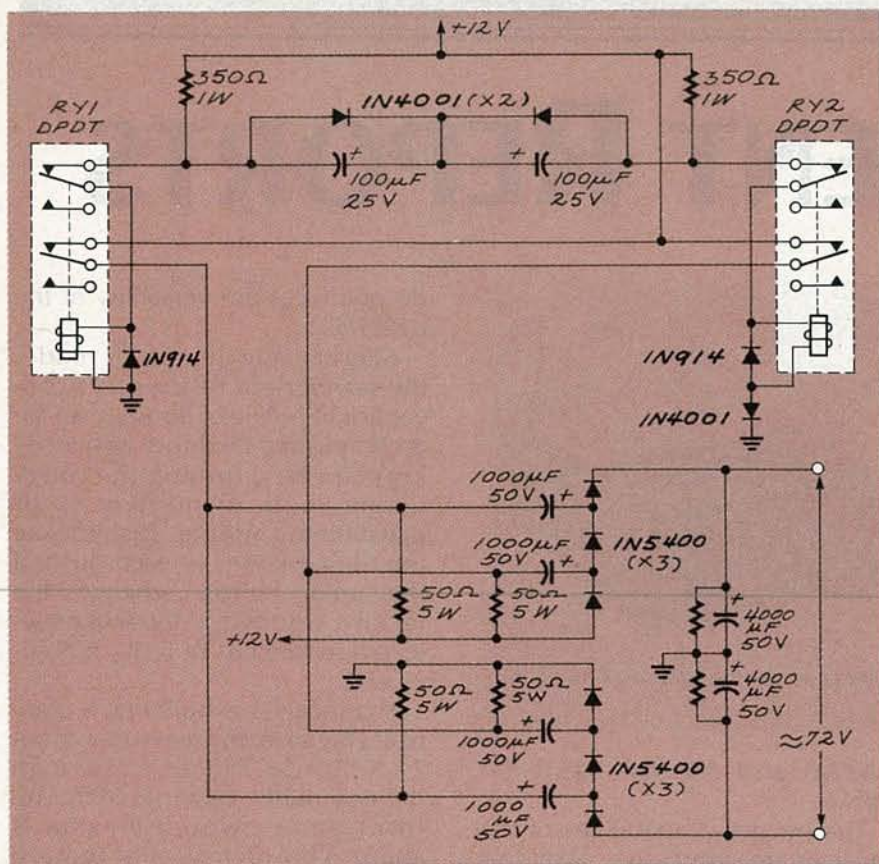 +12V
350Ω
1W
350Ω
1W
RY1
DPDT
1N4001 (X2)
RY2
DPDT
+
100µF
25V
+
100µF
25V
1N914
1N914
1N4001
1000µF
50V
+
1000µF
50V
+
1N5400
(X3)
50Ω
5W
50Ω
5W
+12V
+
4000
µF
50V
50Ω
5W
50Ω
5W
+
4000
µF
50V
1000µF
50V
+
1N5400
(X3)
≈72V
1000
µF
50V
+